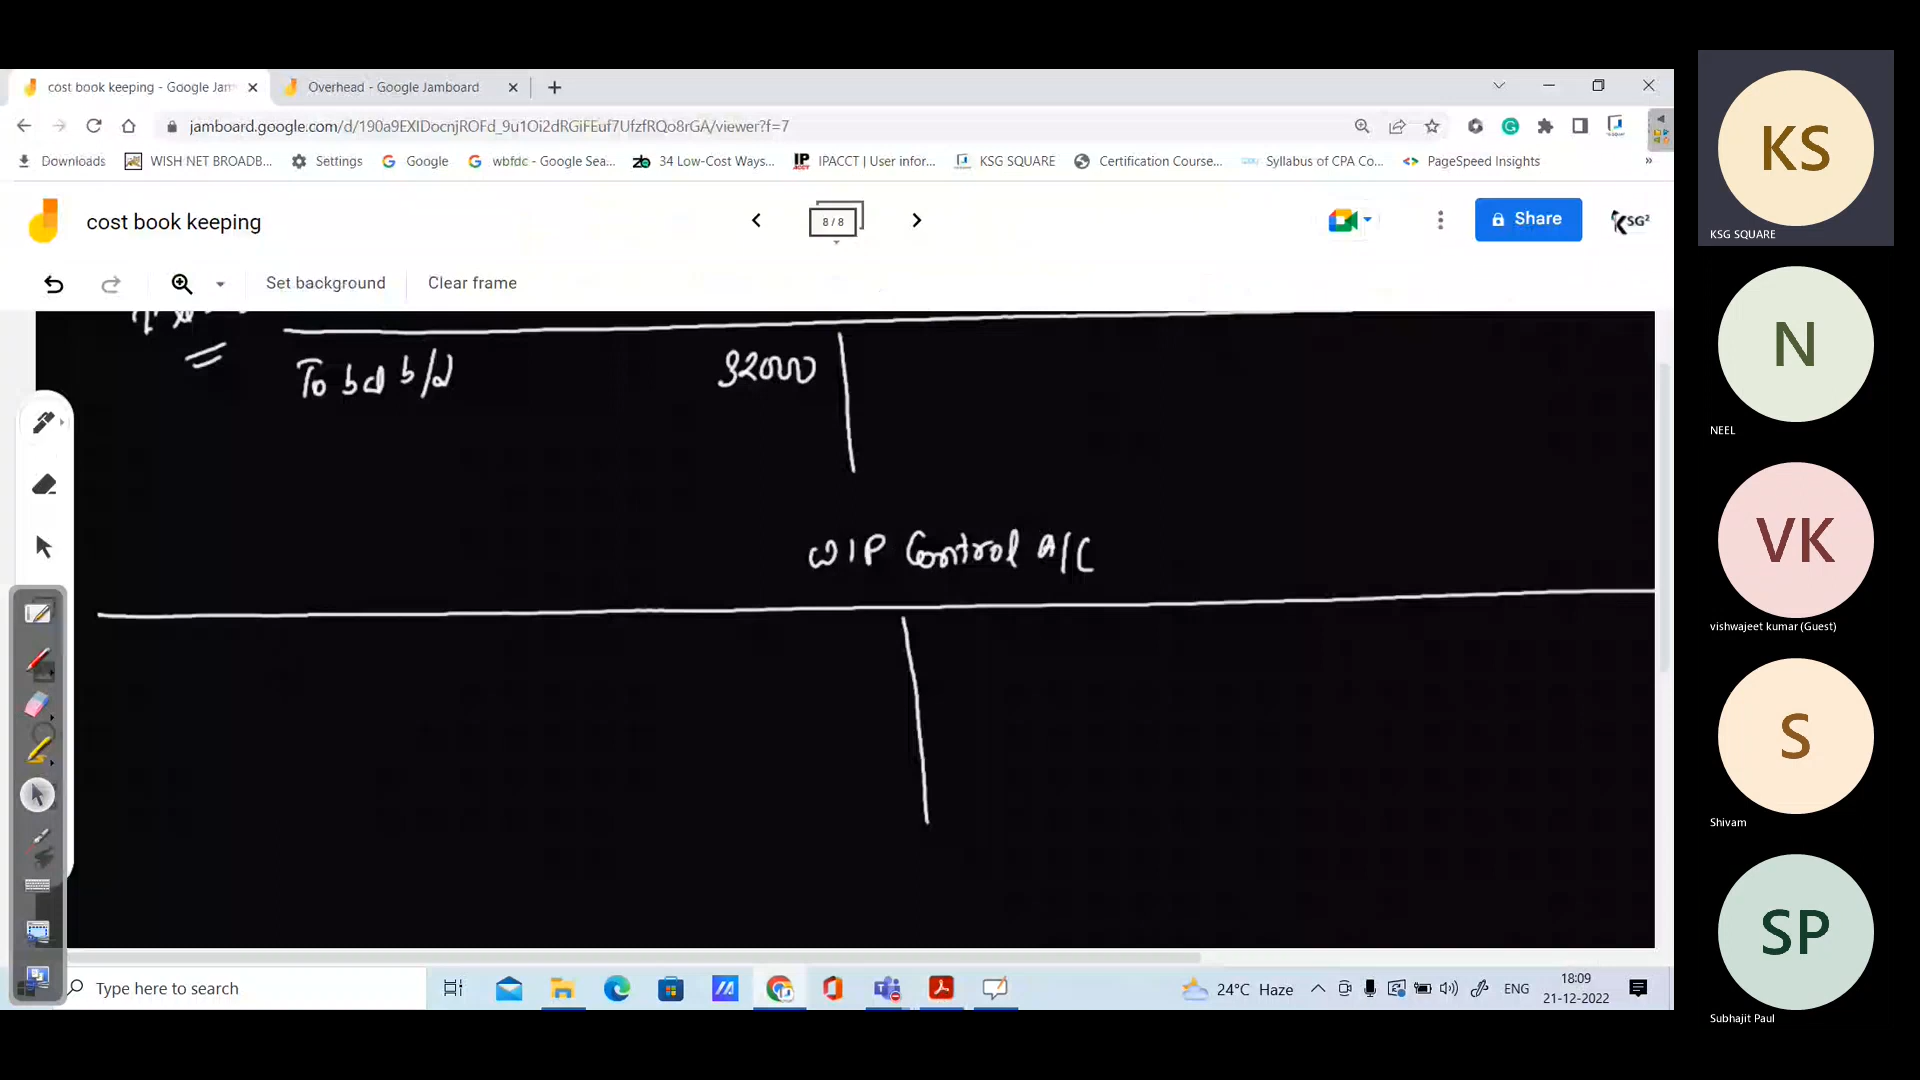 cost book keeping - Google Jam
Overhead - Google Jamboard
jamboard.google.com/d/190a9EXIDocnjROFd_9u1Oi2dRGiFEuf7UfzfRQo8rGA/viewer?f=7
Downloads
WISH NET BROADB...
Settings
Google
wbfdc - Google Sea...
34 Low-Cost Ways...
IPACCT | User infor...
KSG SQUARE
Certification Course...
Syllabus of CPA Co...
PageSpeed Insights
»
cost book keeping
8 / 8
Share
KSG²
Set background
Clear frame
To bal b/d 32000
WIP Control A/C
Type here to search
24°C Haze
ENG
18:09
21-12-2022
KS
KSG SQUARE
N
NEEL
VK
vishwajeet kumar (Guest)
S
Shivam
SP
Subhajit Paul